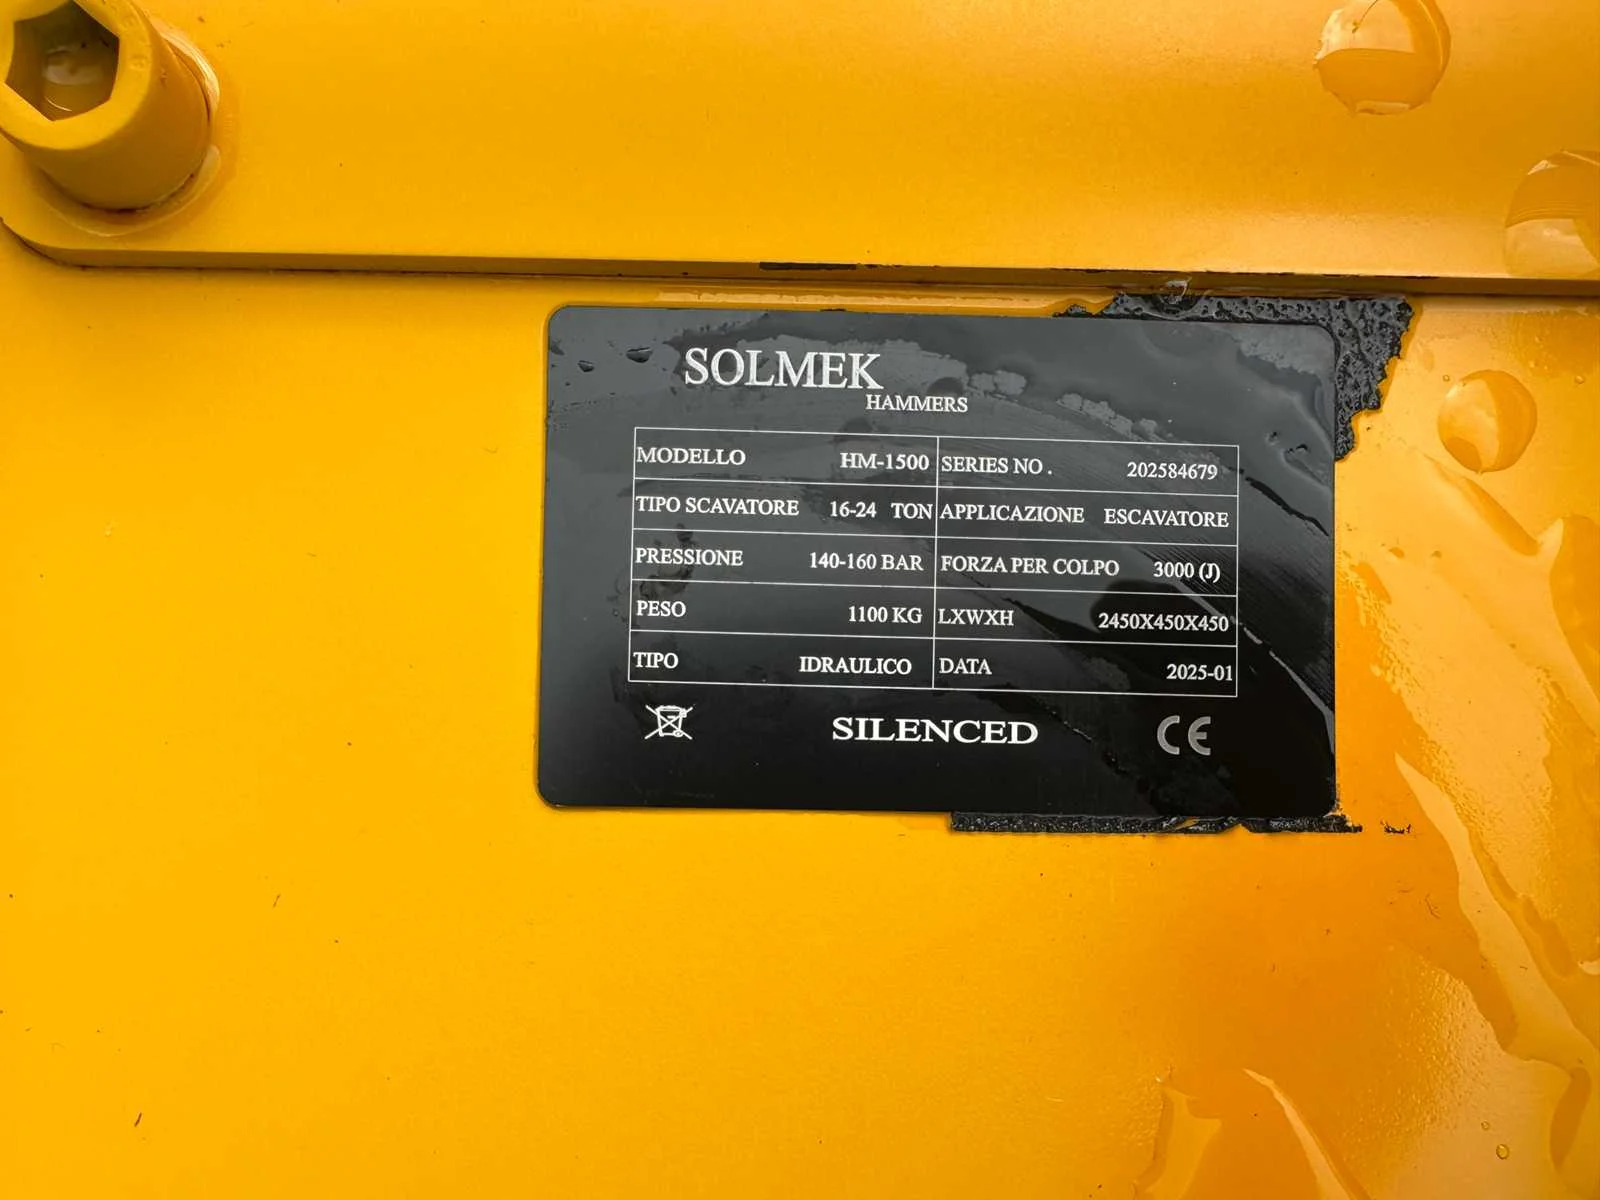 SOLMEK
HAMMERS
MODELLO HM-1500 SERIES NO . 202584679
TIPO SCAVATORE 16-24 TON APPLICAZIONE ESCAVATORE
PRESSIONE 140-160 BAR FORZA PER COLPO 3000 (J)
PESO 1100 KG LXWXH 2450X450X450
TIPO IDRAULICO DATA 2025-01
SILENCED CE